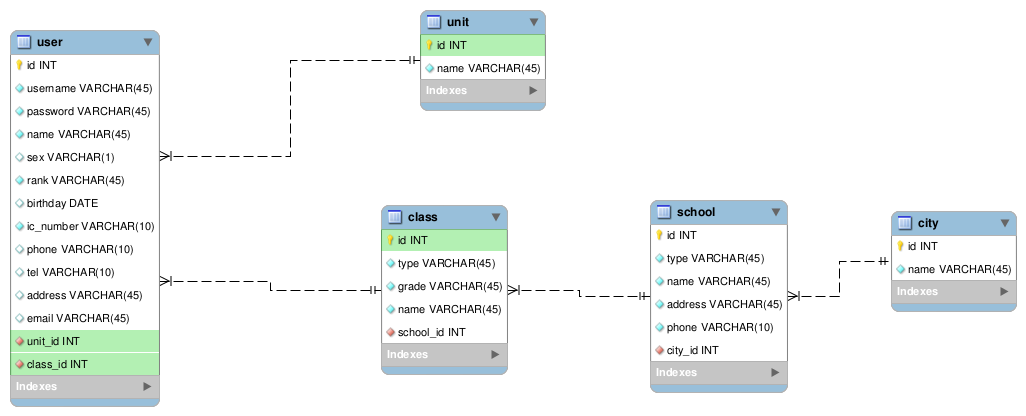 user
id INT
username VARCHAR(45)
password VARCHAR(45)
name VARCHAR(45)
sex VARCHAR(1)
rank VARCHAR(45)
birthday DATE
ic_number VARCHAR(10)
phone VARCHAR(10)
tel VARCHAR(10)
address VARCHAR(45)
email VARCHAR(45)
unit_id INT
class_id INT
Indexes
unit
id INT
name VARCHAR(45)
Indexes
class
id INT
type VARCHAR(45)
grade VARCHAR(45)
name VARCHAR(45)
school_id INT
Indexes
school
id INT
type VARCHAR(45)
name VARCHAR(45)
address VARCHAR(45)
phone VARCHAR(10)
city_id INT
Indexes
city
id INT
name VARCHAR(45)
Indexes